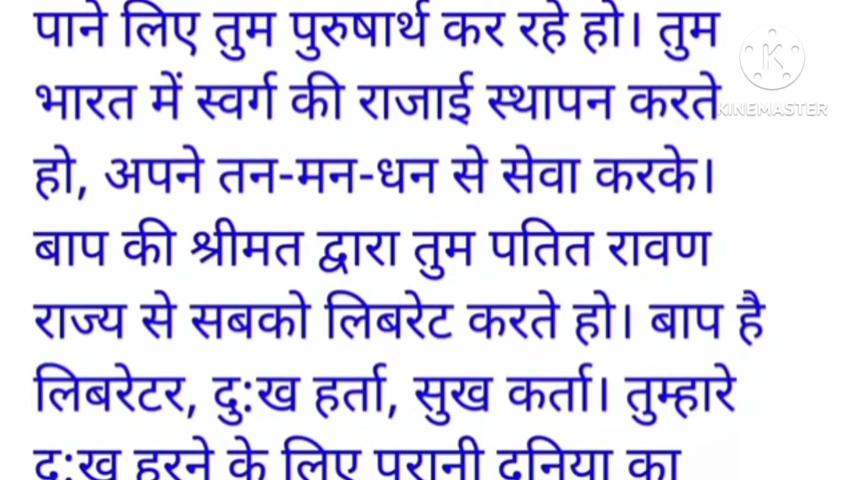 पाने लिए तुम पुरुषार्थ कर रहे हो। तुम
भारत में स्वर्ग की राजाई स्थापन करते
हो, अपने तन-मन-धन से सेवा करके।
बाप की श्रीमत द्वारा तुम पतित रावण
राज्य से सबको लिबरेट करते हो। बाप है
लिबरेटर, दु:ख हर्ता, सुख कर्ता। तुम्हारे
दु:ख हरने के लिए पुरानी दुनिया का
K
KINEMASTER